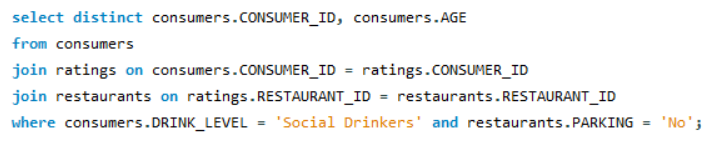 select distinct consumers.CONSUMER_ID, consumers.AGE
from consumers
join ratings on consumers.CONSUMER_ID = ratings.CONSUMER_ID
join restaurants on ratings.RESTAURANT_ID = restaurants.RESTAURANT_ID
where consumers.DRINK_LEVEL = 'Social Drinkers' and restaurants.PARKING = 'No';